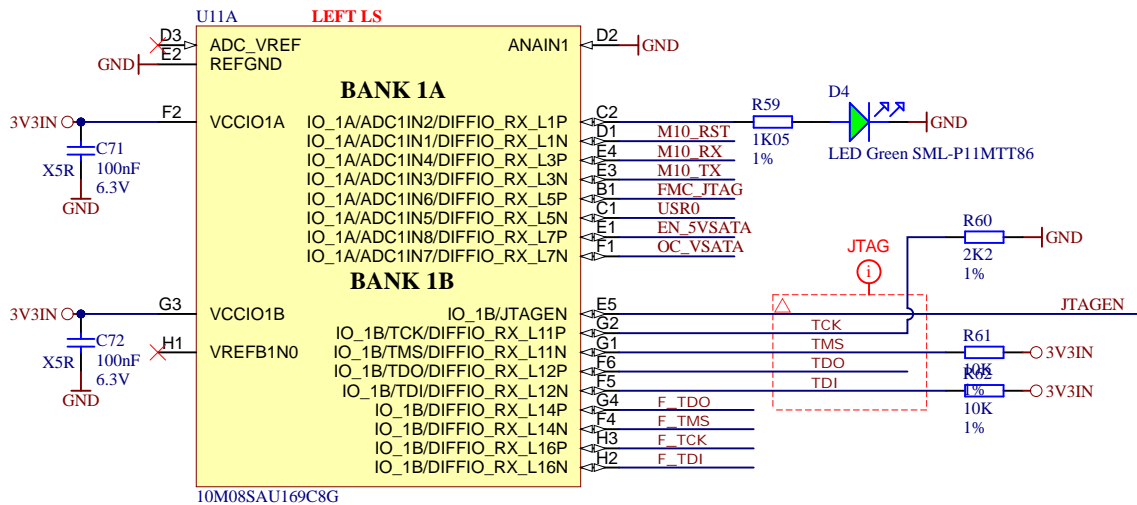 U11A LEFT LS
D3 ADC_VREF ANAIN1 D2 GND
GND E2 REFGND
BANK 1A
3V3IN F2 VCCIO1A IO_1A/ADC1IN2/DIFFIO_RX_L1P C2 R59 1K05 1% D4 GND
LED Green SML-P11MTT86
IO_1A/ADC1IN1/DIFFIO_RX_L1N D1 M10_RST
C71 100nF 6.3V X5R GND
IO_1A/ADC1IN4/DIFFIO_RX_L3P E4 M10_RX
IO_1A/ADC1IN3/DIFFIO_RX_L3N E3 M10_TX
IO_1A/ADC1IN6/DIFFIO_RX_L5P B1 FMC_JTAG
IO_1A/ADC1IN5/DIFFIO_RX_L5N C1 USR0
IO_1A/ADC1IN8/DIFFIO_RX_L7P E1 EN_5VSATA
IO_1A/ADC1IN7/DIFFIO_RX_L7N F1 OC_VSATA
R60 2K2 1% GND
JTAG
i
BANK 1B
3V3IN G3 VCCIO1B IO_1B/JTAGEN E5 JTAGEN
IO_1B/TCK/DIFFIO_RX_L11P G2 TCK
C72 100nF 6.3V X5R GND
H1 VREFB1N0 IO_1B/TMS/DIFFIO_RX_L11N G1 TMS R61 10K 1% 3V3IN
IO_1B/TDO/DIFFIO_RX_L12P F6 TDO
IO_1B/TDI/DIFFIO_RX_L12N F5 TDI R62 10K 1% 3V3IN
IO_1B/DIFFIO_RX_L14P G4 F_TDO
IO_1B/DIFFIO_RX_L14N F4 F_TMS
IO_1B/DIFFIO_RX_L16P H3 F_TCK
IO_1B/DIFFIO_RX_L16N H2 F_TDI
10M08SAU169C8G